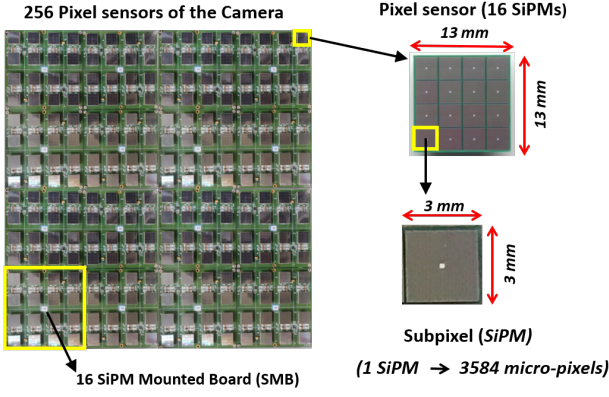 256 Pixel sensors of the Camera
Pixel sensor (16 SiPMs)
13 mm
13 mm
3 mm
3 mm
Subpixel (SiPM)
(1 SiPM → 3584 micro-pixels)
16 SiPM Mounted Board (SMB)